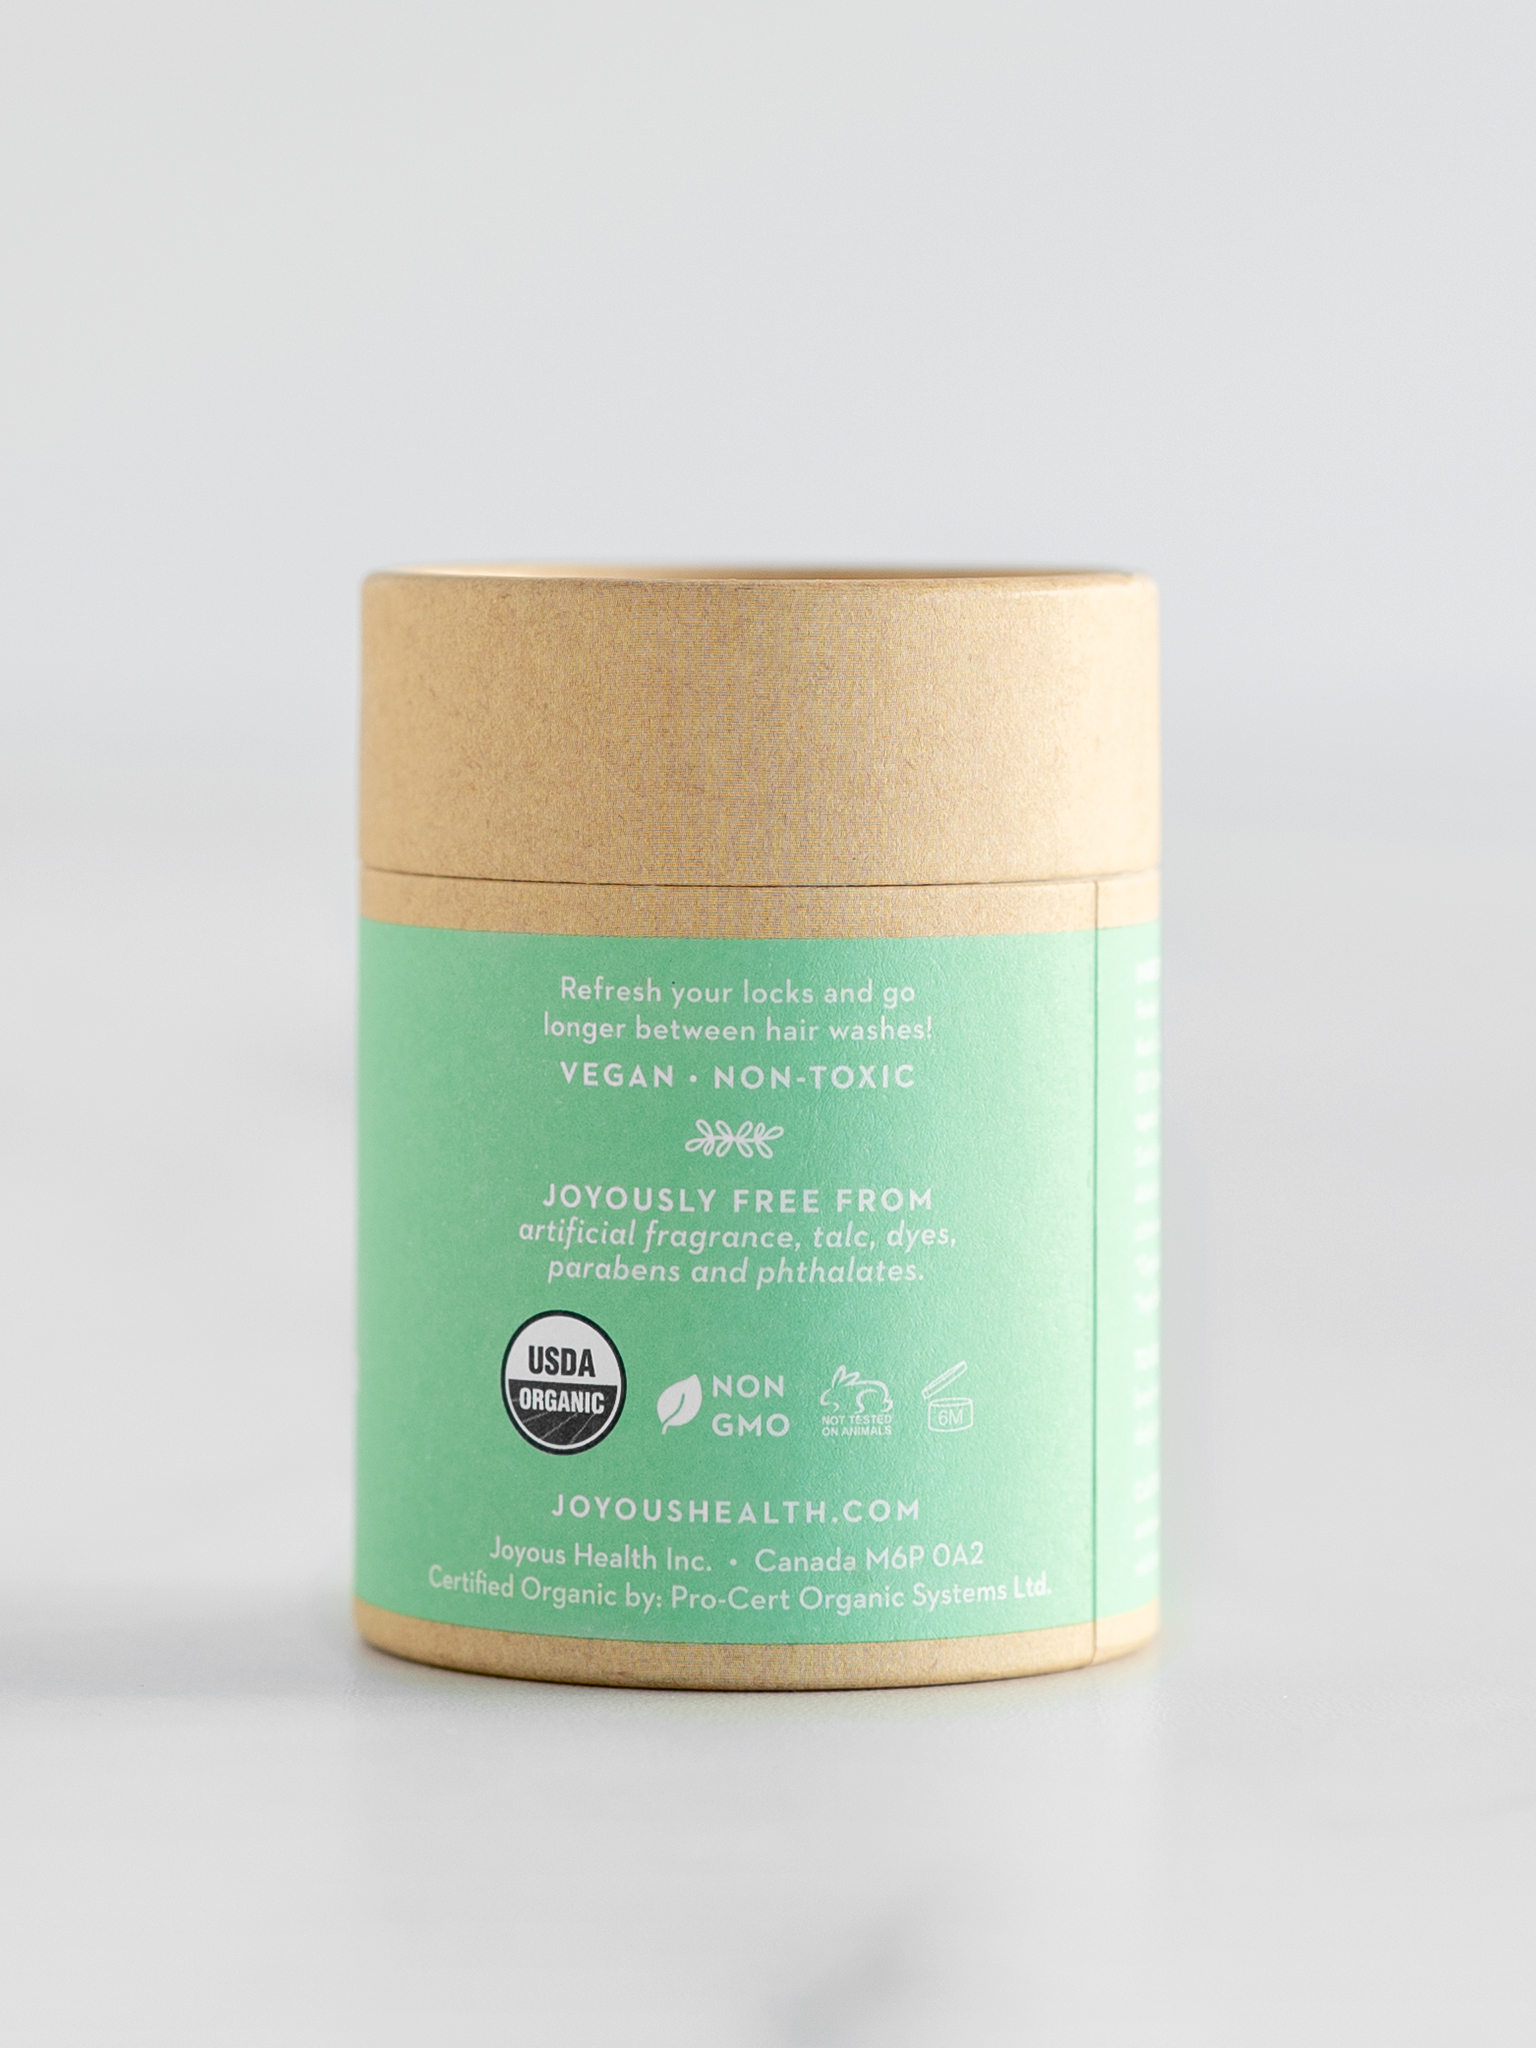 Refresh your locks and go
longer between hair washes!
VEGAN • NON-TOXIC
JOYOUSLY FREE FROM
artificial fragrance, talc, dyes,
parabens and phthalates.
USDA
ORGANIC
NON
GMO
NOT TESTED
ON ANIMALS
6M
JOYOUSHEALTH.COM
Joyous Health Inc. • Canada M6P 0A2
Certified Organic by: Pro-Cert Organic Systems Ltd.